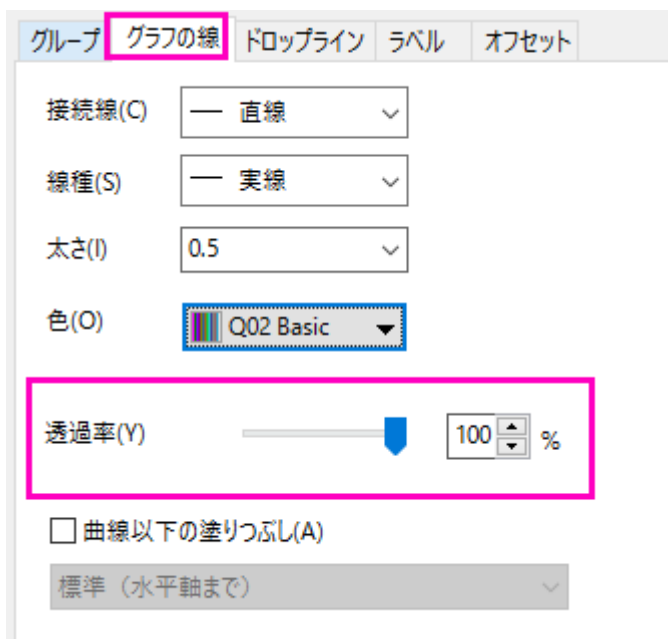 グループ グラフの線 ドロップライン ラベル オフセット
接続線(C) 直線
線種(S) 実線
太さ(I) 0.5
色(O) Q02 Basic
透過率(Y) 100 %
曲線以下の塗りつぶし(A)
標準（水平軸まで）